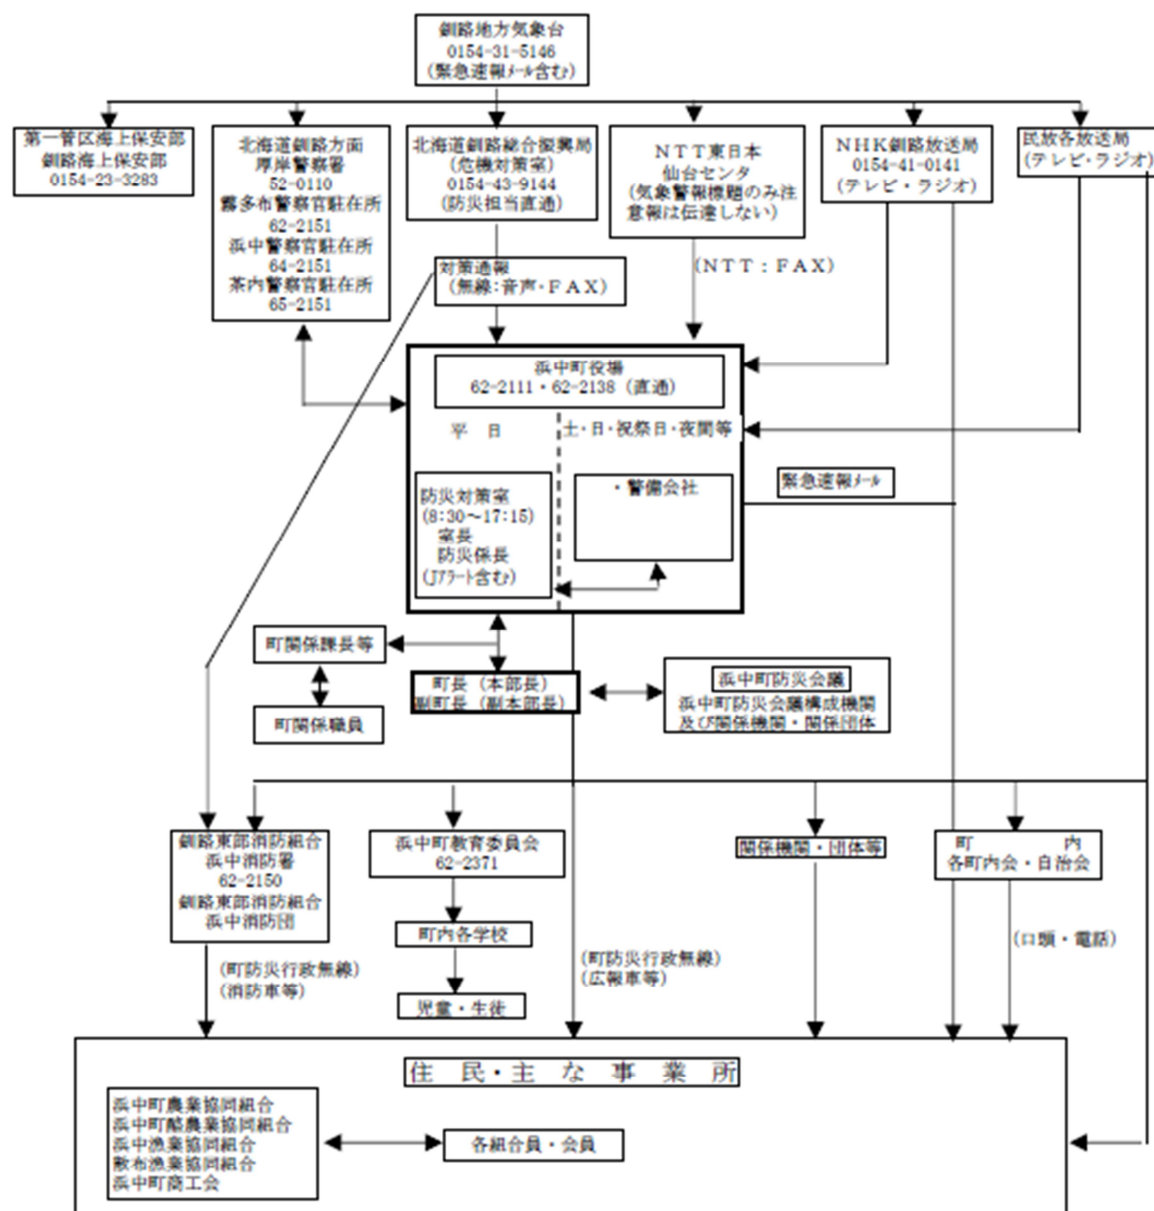 釧路地方気象台
0154-31-5146
(緊急速報ﾒｰﾙ含む)
第一管区海上保安部
釧路海上保安部
0154-23-3283
北海道釧路方面
厚岸警察署
52-0110
霧多布警察官駐在所
62-2151
浜中警察官駐在所
64-2151
茶内警察官駐在所
65-2151
北海道釧路総合振興局
(危機対策室)
0154-43-9144
(防災担当直通)
ＮＴＴ東日本
仙台センタ
(気象警報標題のみ注
意報は伝達しない)
NHK釧路放送局
0154-41-0141
(テレビ・ラジオ)
民放各放送局
(テレビ・ラジオ)
対策通報
(無線:音声・ＦＡＸ)
(ＮＴＴ：ＦＡＸ)
浜中町役場
62-2111・62-2138 (直通)
平　日
土・日・祝祭日・夜間等
防災対策室
(8:30～17:15)
室長
防災係長
(Jｱﾗｰﾄ含む)
・警備会社
緊急速報ﾒｰﾙ
町関係課長等
町関係職員
町長 (本部長)
副町長 (副本部長)
浜中町防災会議
浜中町防災会議構成機関
及び関係機関・関係団体
釧路東部消防組合
浜中消防署
62-2150
釧路東部消防組合
浜中消防団
浜中町教育委員会
62-2371
町内各学校
児童・生徒
関係機関・団体等
町　　　内
各町内会・自治会
(町防災行政無線)
(消防車等)
(町防災行政無線)
(広報車等)
(口頭・電話)
住　民・主　な　事　業　所
浜中町農業協同組合
浜中町酪農業協同組合
浜中漁業協同組合
散布漁業協同組合
浜中町商工会
各組合員・会員